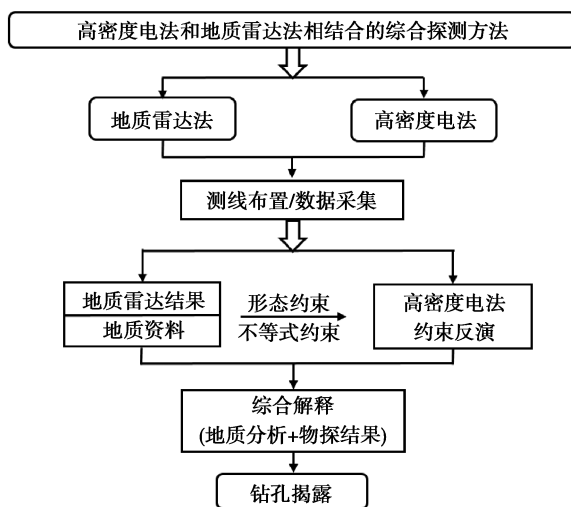 高密度电法和地质雷达法相结合的综合探测方法
地质雷达法
高密度电法
测线布置/数据采集
地质雷达结果
地质资料
形态约束
不等式约束
高密度电法
约束反演
综合解释
(地质分析+物探结果)
钻孔揭露